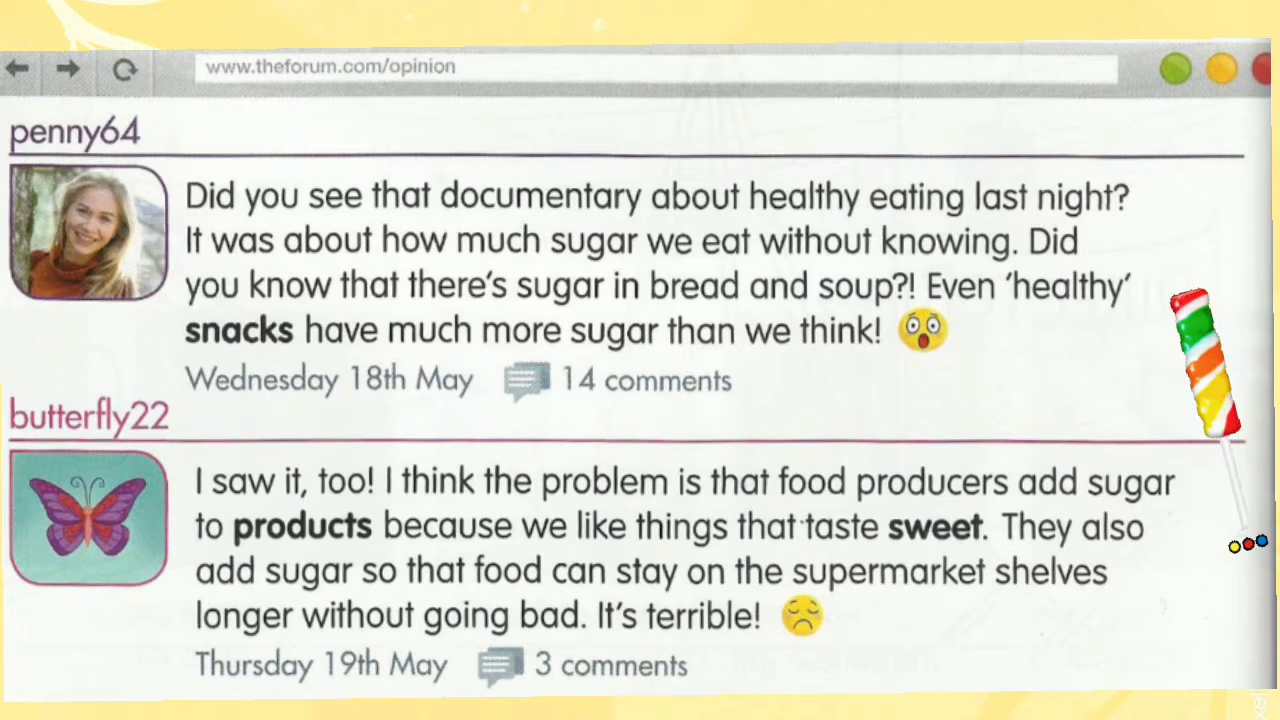 www.theforum.com/opinion
penny64
Did you see that documentary about healthy eating last night?
It was about how much sugar we eat without knowing. Did
you know that there's sugar in bread and soup?! Even 'healthy'
snacks have much more sugar than we think!
Wednesday 18th May 14 comments
butterfly22
I saw it, too! I think the problem is that food producers add sugar
to products because we like things that taste sweet. They also
add sugar so that food can stay on the supermarket shelves
longer without going bad. It's terrible!
Thursday 19th May 3 comments